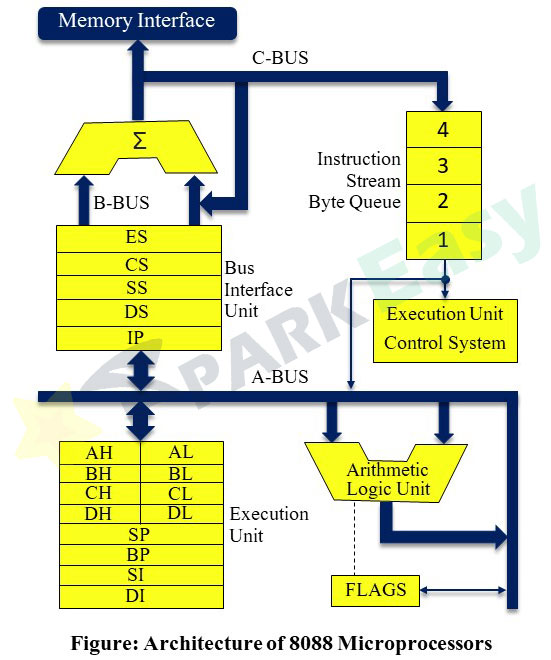 Memory Interface
C-BUS
Σ
4
3
2
1
Instruction
Stream
Byte Queue
B-BUS
ES
CS
SS
DS
IP
Bus
Interface
Unit
Execution Unit
Control System
A-BUS
AH AL
BH BL
CH CL
DH DL
SP
BP
SI
DI
Execution
Unit
Arithmetic
Logic Unit
FLAGS
SPARKEasy
Figure: Architecture of 8088 Microprocessors